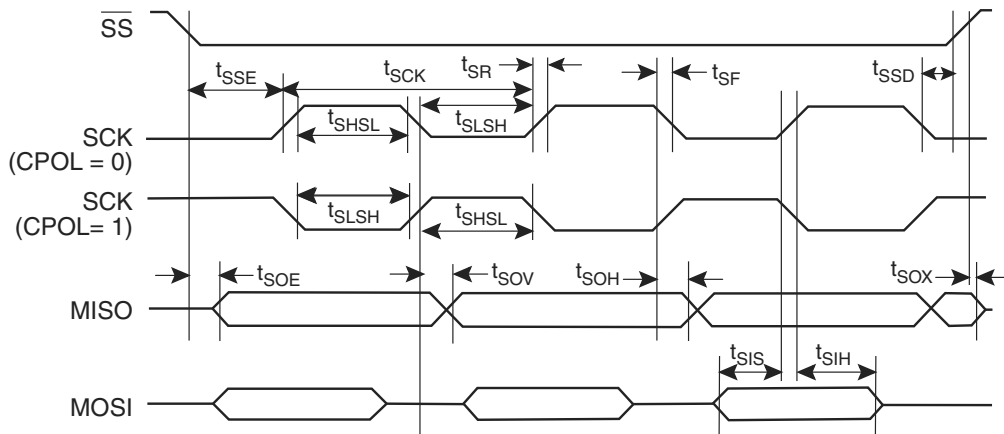 SS
tSSE
tSCK
tSR
tSF
tSSD
SCK
(CPOL = 0)
tSHSL
tSLSH
SCK
(CPOL= 1)
tSLSH
tSHSL
MISO
tSOE
tSOV
tSOH
tSOX
MOSI
tSIS
tSIH